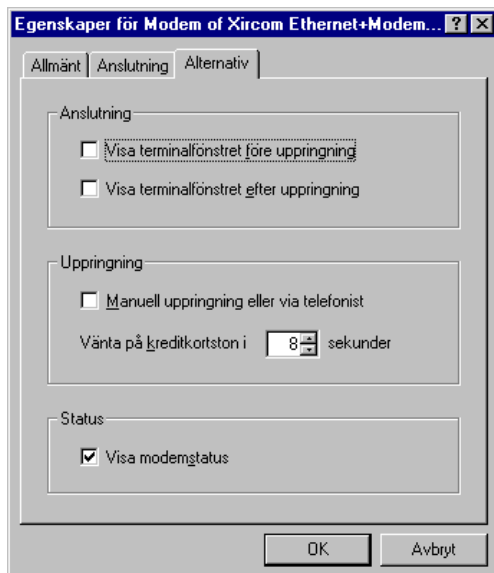 Egenskaper för Modem of Xircom Ethernet+Modem...
Allmänt Anslutning Alternativ
Anslutning
Visa terminalfönstret före uppringning
Visa terminalfönstret efter uppringning
Uppringning
Manuell uppringning eller via telefonist
Vänta på kreditkortston i 8 sekunder
Status
Visa modemstatus
OK Avbryt